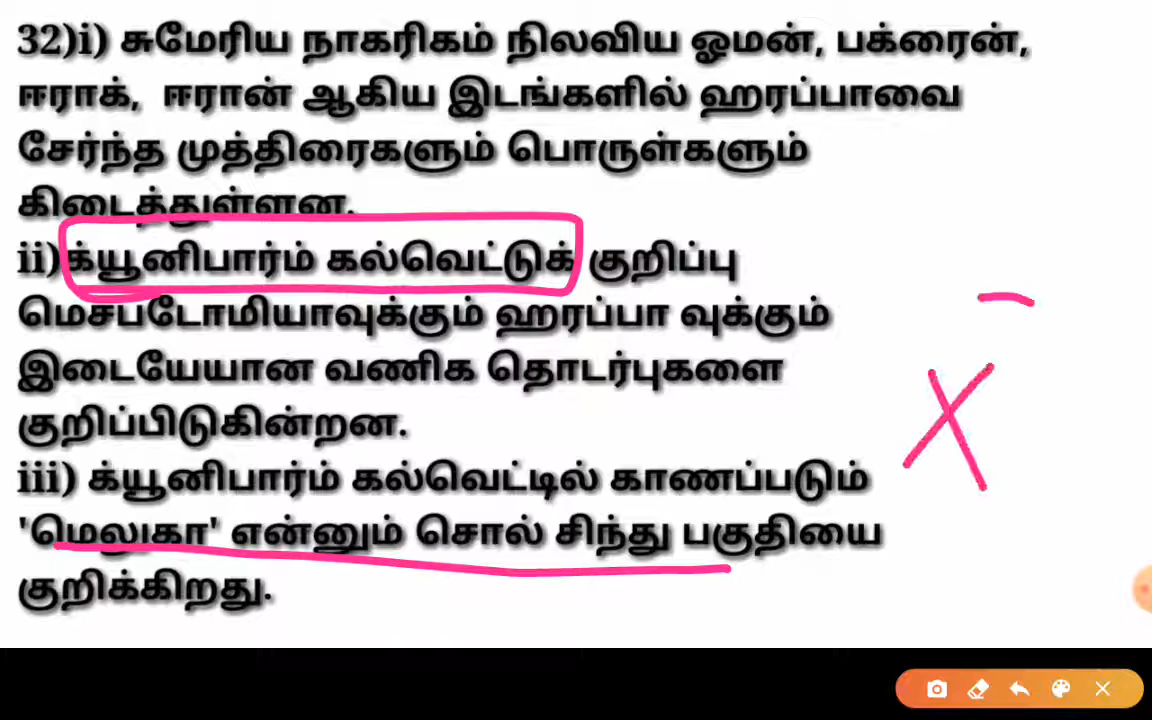 32)i) சுமேரிய நாகரிகம் நிலவிய ஓமன், பக்ரைன்,
ஈராக்,  ஈரான் ஆகிய இடங்களில் ஹரப்பாவை
சேர்ந்த முத்திரைகளும் பொருள்களும்
கிடைத்துள்ளன.
ii)க்யூனிபார்ம் கல்வெட்டுக் குறிப்பு
மெசபடோமியாவுக்கும் ஹரப்பா வுக்கும்
இடையேயான வணிக தொடர்புகளை
குறிப்பிடுகின்றன.
iii) க்யூனிபார்ம் கல்வெட்டில் காணப்படும்
'மெலுகா' என்னும் சொல் சிந்து பகுதியை
குறிக்கிறது.